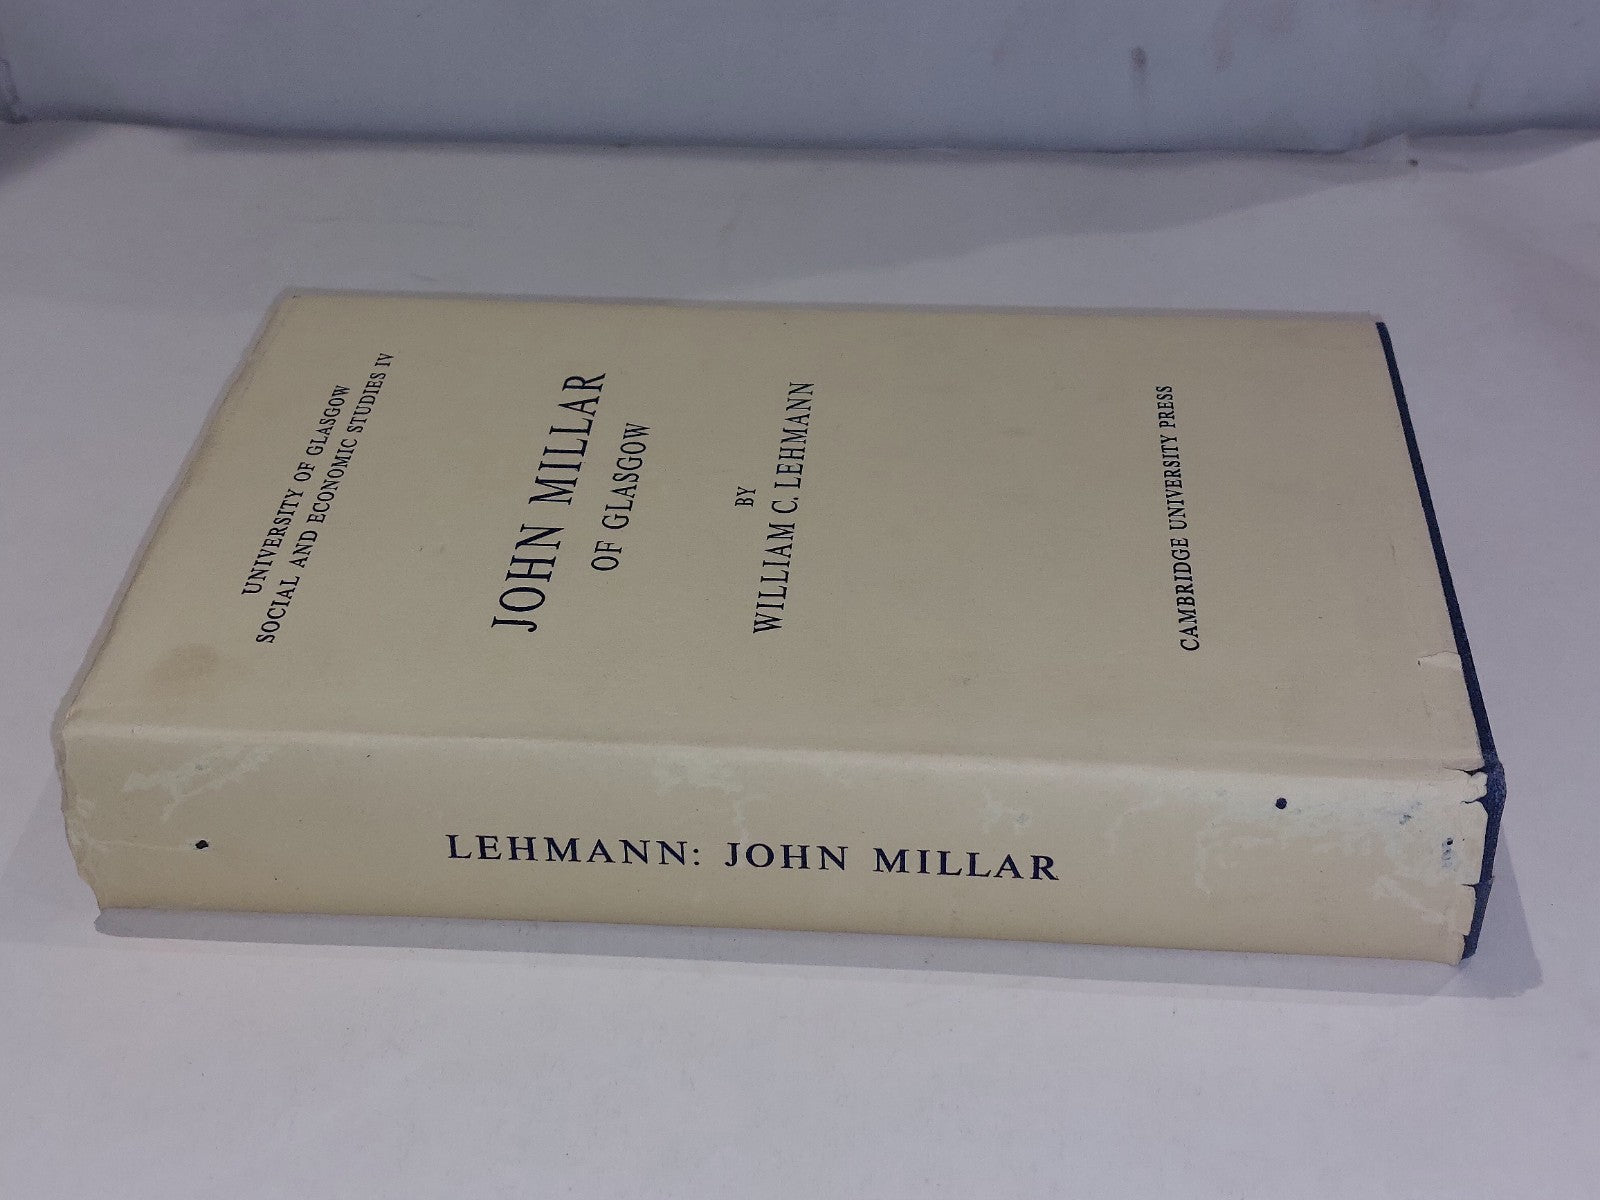 UNIVERSITY OF GLASGOW
SOCIAL AND ECONOMIC STUDIES IV
JOHN MILLAR
OF GLASGOW
BY
WILLIAM C. LEHMANN
CAMBRIDGE UNIVERSITY PRESS
LEHMANN: JOHN MILLAR